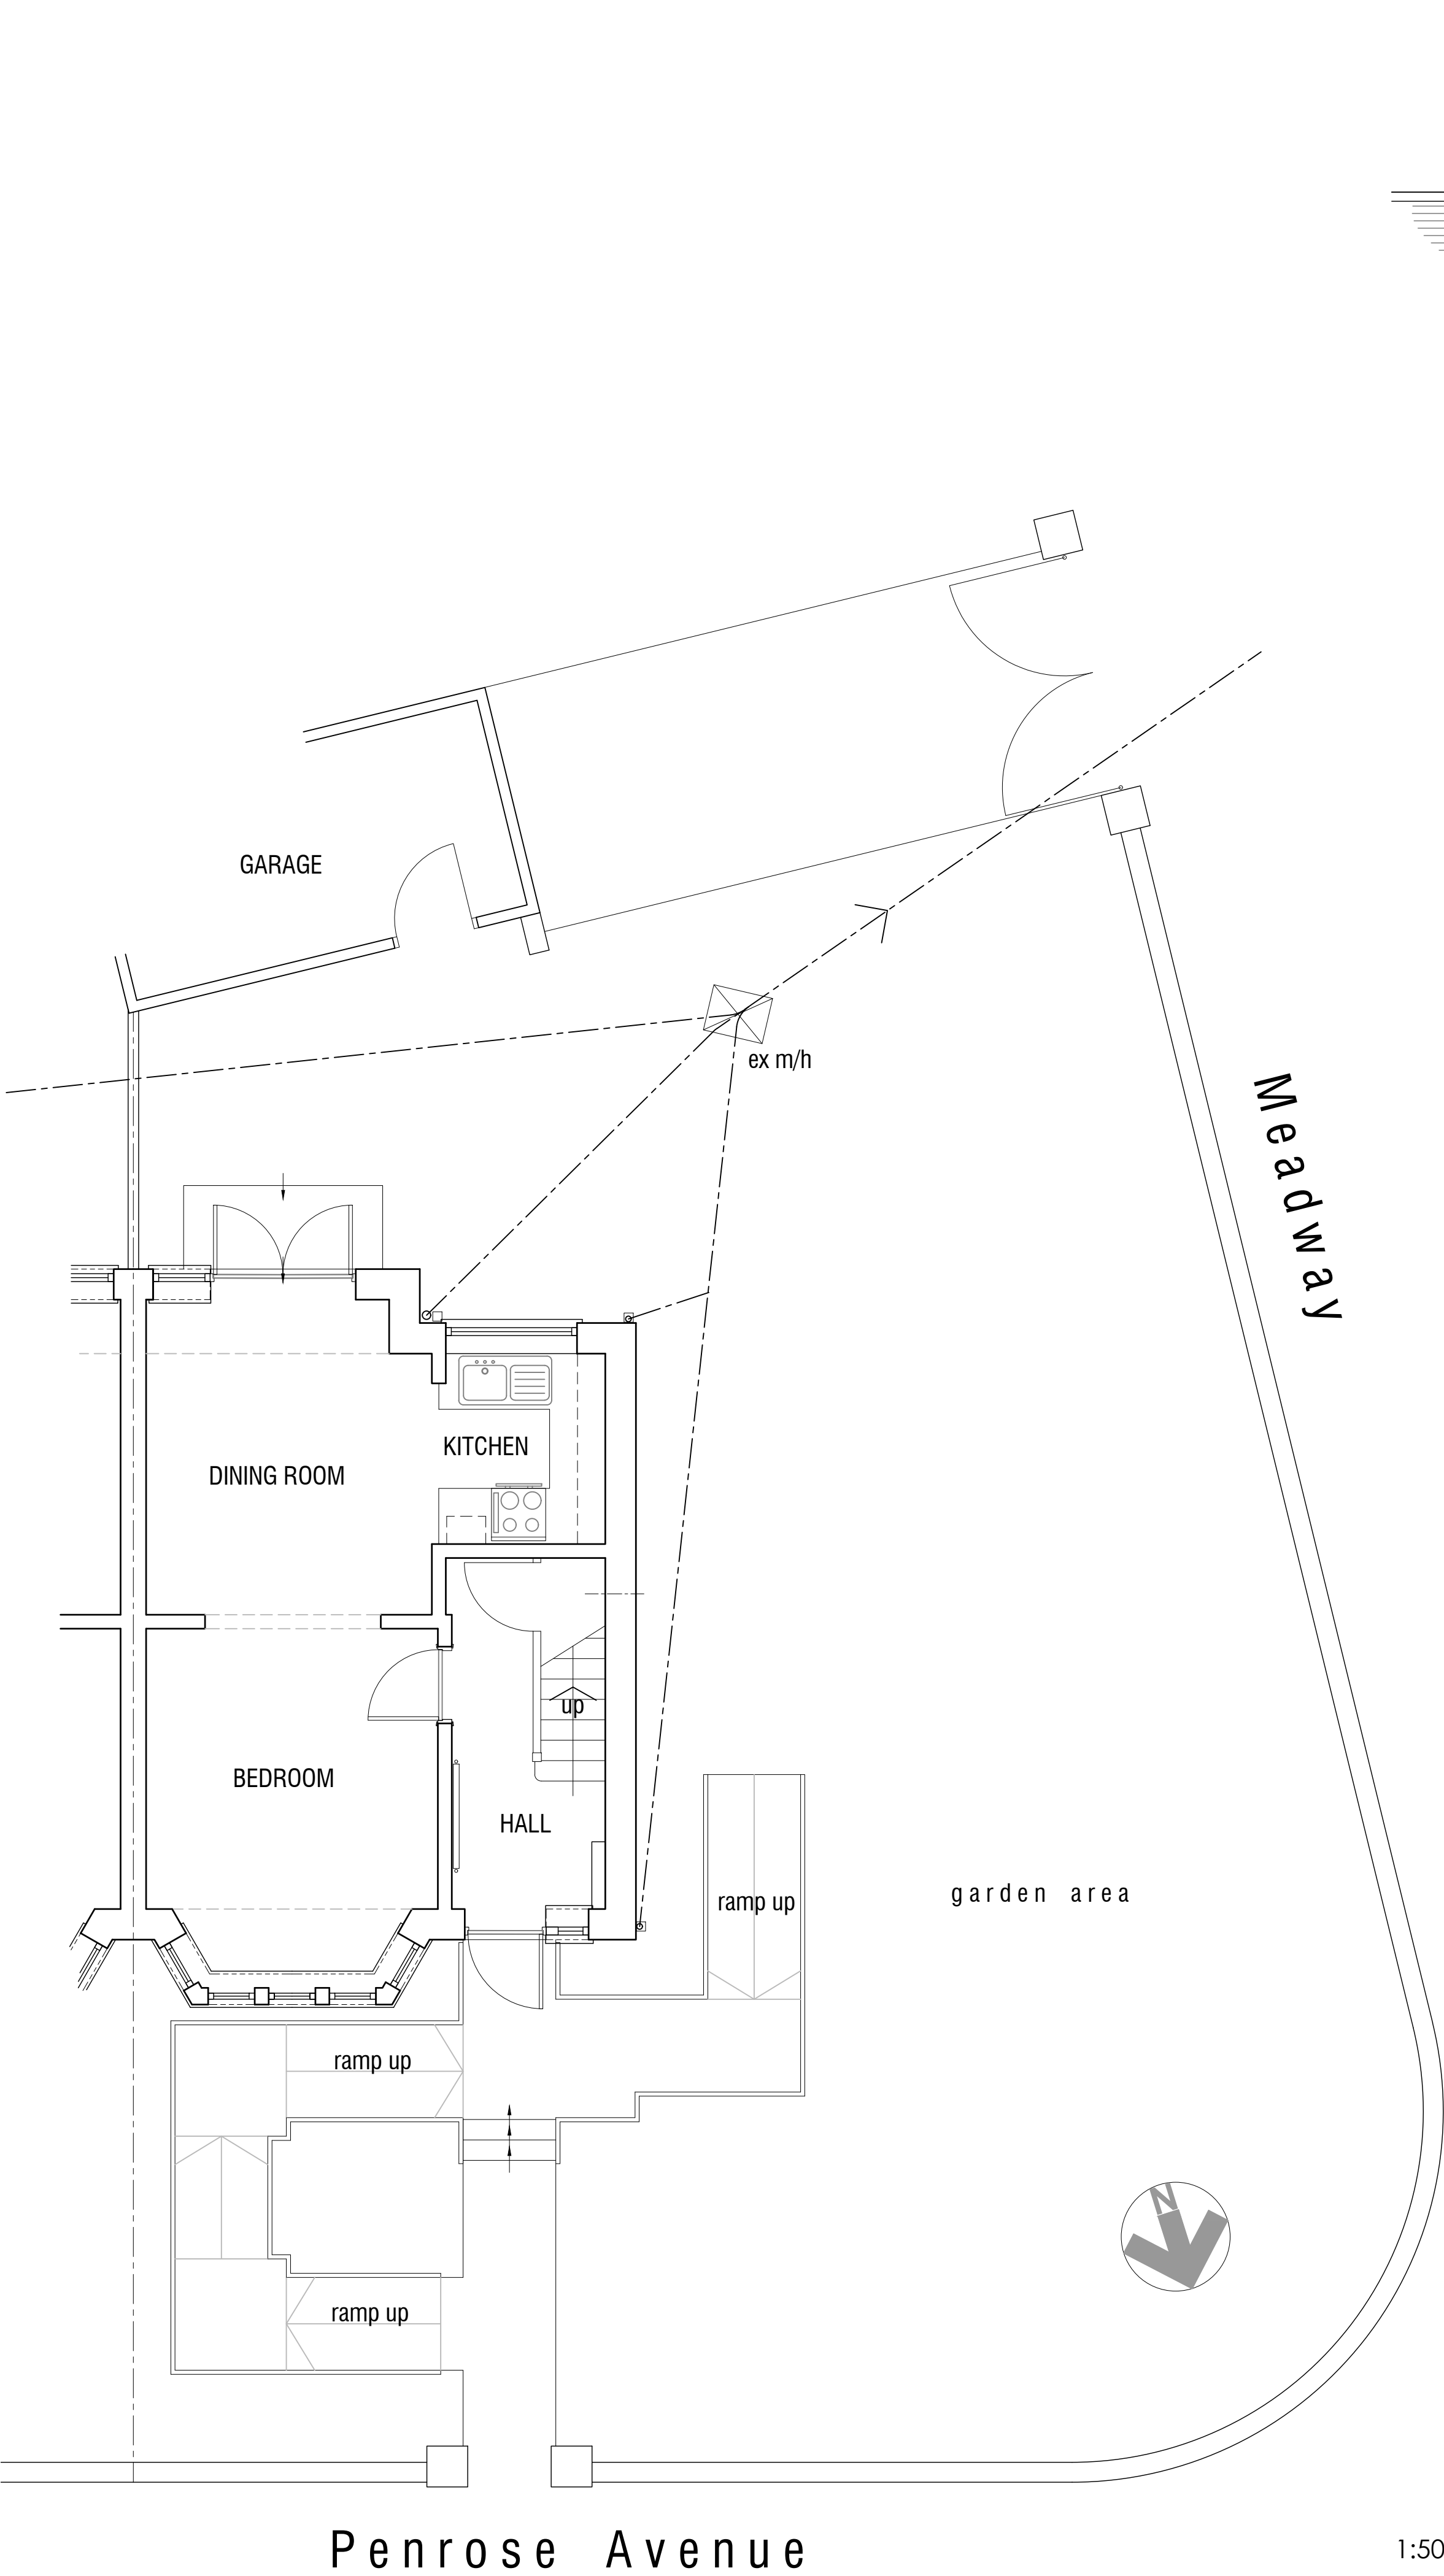 GARAGE
ex m/h
Meadway
KITCHEN
DINING ROOM
up
BEDROOM
HALL
garden area
ramp up
ramp up
N
ramp up
Penrose Avenue
1:50